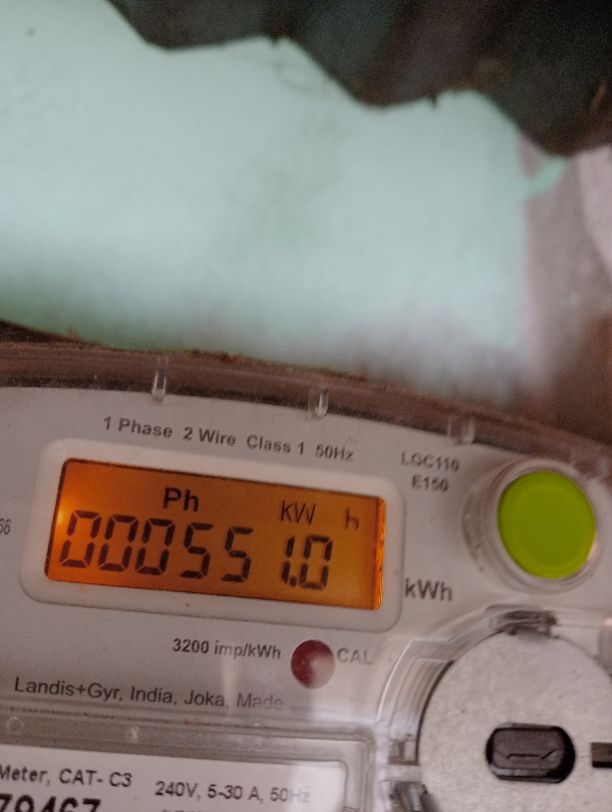 1 Phase 2 Wire Class 1 50Hz
LGC110
E150
Ph kW h
000551.0
kWh
66
3200 imp/kWh CAL
Landis+Gyr, India, Joka, Made
Meter, CAT- C3 240V, 5-30 A, 50Hz